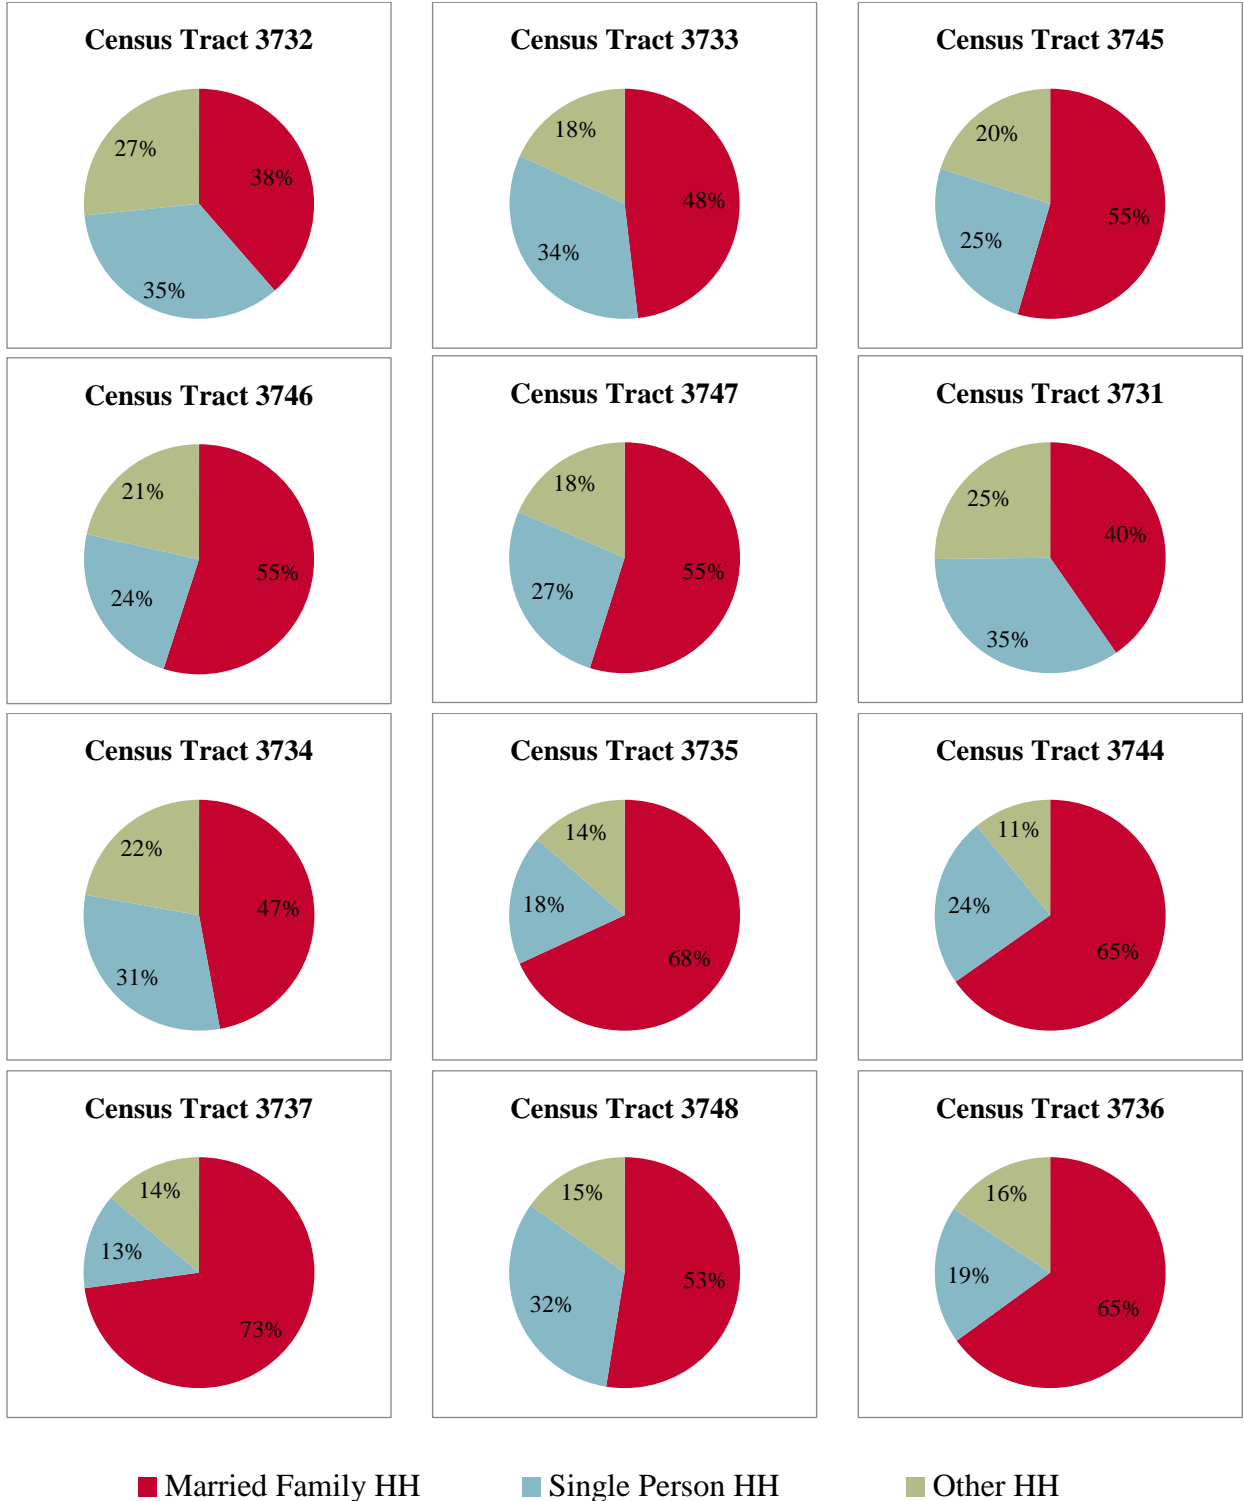 Census Tract 3732
27%
38%
35%
Census Tract 3733
18%
48%
34%
Census Tract 3745
20%
55%
25%
Census Tract 3746
21%
55%
24%
Census Tract 3747
18%
55%
27%
Census Tract 3731
25%
40%
35%
Census Tract 3734
22%
47%
31%
Census Tract 3735
14%
18%
68%
Census Tract 3744
11%
24%
65%
Census Tract 3737
14%
13%
73%
Census Tract 3748
15%
53%
32%
Census Tract 3736
16%
19%
65%
Married Family HH
Single Person HH
Other HH